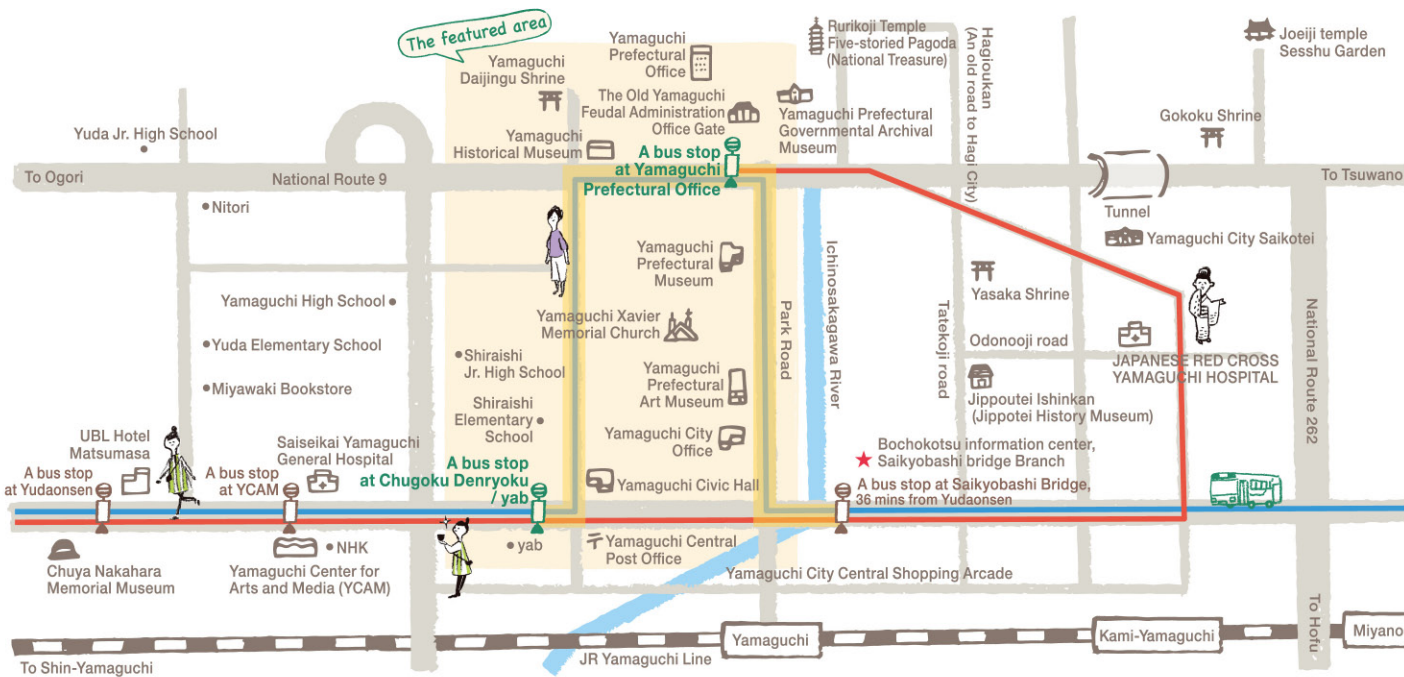 The featured area
Yamaguchi
Daijingu Shrine
Yamaguchi
Prefectural
Office
Rurikoji Temple
Five-storied Pagoda
(National Treasure)
Hagioukan
(An old road to Hagi City)
Joeiji temple
Sesshu Garden
The Old Yamaguchi
Feudal Administration
Office Gate
Yamaguchi Prefectural
Governmental Archival
Museum
Gokoku Shrine
Yuda Jr. High School
Yamaguchi
Historical Museum
A bus stop
at Yamaguchi
Prefectural Office
To Ogori
National Route 9
To Tsuwano
Nitori
Tunnel
Yamaguchi City Saikotei
Yamaguchi
Prefectural
Museum
Ichinosakagawa River
Yasaka Shrine
Yamaguchi High School
Yamaguchi Xavier
Memorial Church
Park Road
Tatekoji road
Odonooji road
National Route 262
Yuda Elementary School
Shiraishi
Jr. High School
JAPANESE RED CROSS
YAMAGUCHI HOSPITAL
Miyawaki Bookstore
Yamaguchi
Prefectural
Art Museum
Jippoutei Ishinkan
(Jippotei History Museum)
Shiraishi
Elementary
School
Yamaguchi City
Office
UBL Hotel
Matsumasa
Saiseikai Yamaguchi
General Hospital
Bochokotsu information center,
Saikyobashi bridge Branch
A bus stop
at Yudaonsen
A bus stop
at YCAM
A bus stop
at Chugoku Denryoku
/ yab
Yamaguchi Civic Hall
A bus stop at Saikyobashi Bridge,
36 mins from Yudaonsen
Chuya Nakahara
Memorial Museum
NHK
Yamaguchi Center for
Arts and Media (YCAM)
yab
Yamaguchi Central
Post Office
Yamaguchi City Central Shopping Arcade
To Hofu
Yamaguchi
Kami-Yamaguchi
Miyano
To Shin-Yamaguchi
JR Yamaguchi Line